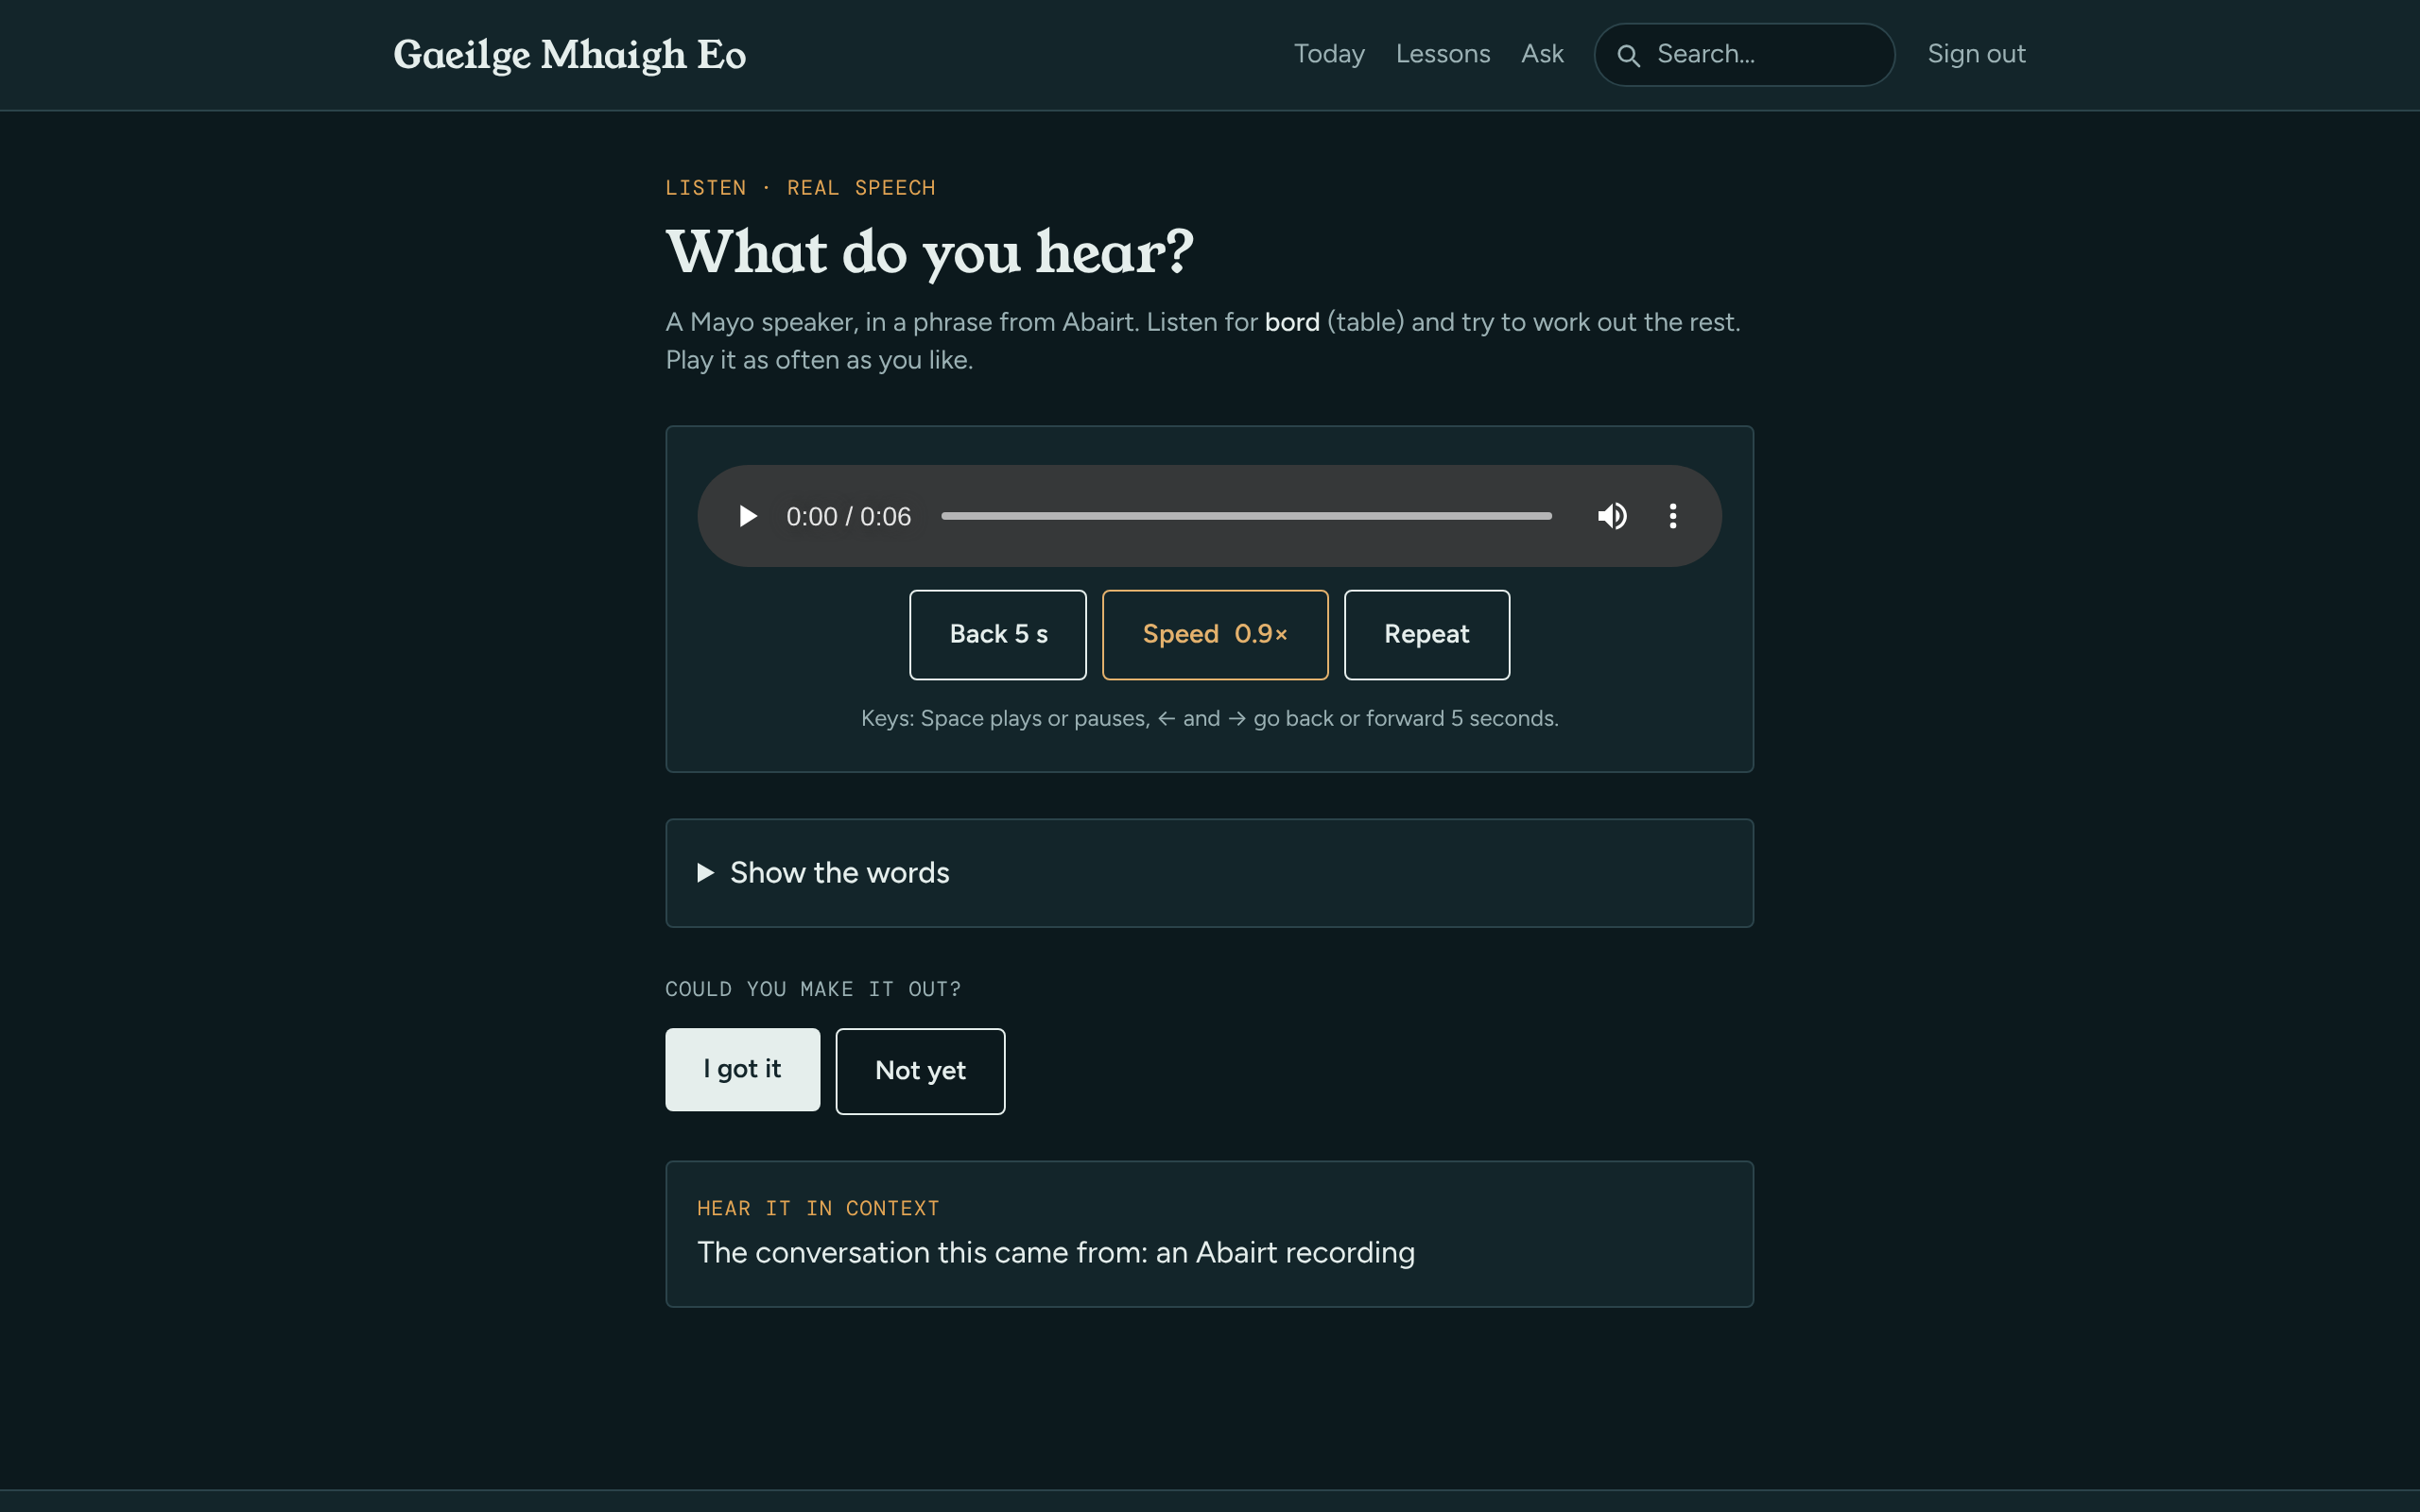 Gaeilge Mhaigh Eo
Today Lessons Ask Search... Sign out
LISTEN · REAL SPEECH
What do you hear?
A Mayo speaker, in a phrase from Abairt. Listen for bord (table) and try to work out the rest.
Play it as often as you like.
0:00 / 0:06
Back 5 s Speed 0.9× Repeat
Keys: Space plays or pauses, ← and → go back or forward 5 seconds.
Show the words
COULD YOU MAKE IT OUT?
I got it Not yet
HEAR IT IN CONTEXT
The conversation this came from: an Abairt recording